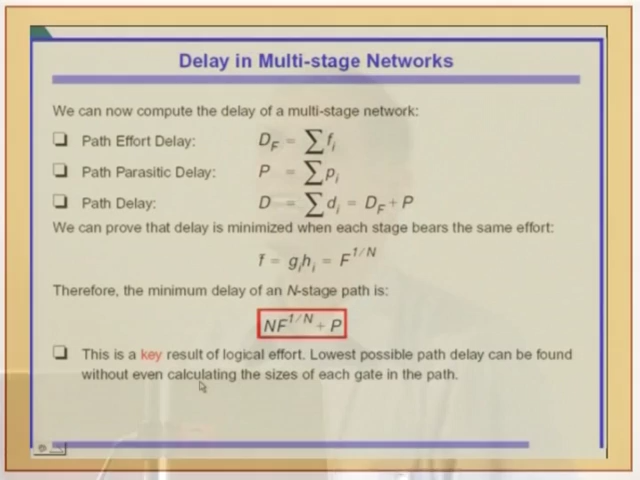 Delay in Multi-stage Networks
We can now compute the delay of a multi-stage network:
❑ Path Effort Delay: D_F = ∑f_i
❑ Path Parasitic Delay: P = ∑p_i
❑ Path Delay: D = ∑d_i = D_F + P
We can prove that delay is minimized when each stage bears the same effort:
f = g_ih_i = F^{1/N}
Therefore, the minimum delay of an N-stage path is:
NF^{1/N} + P
❑ This is a key result of logical effort. Lowest possible path delay can be found
without even calculating the sizes of each gate in the path.